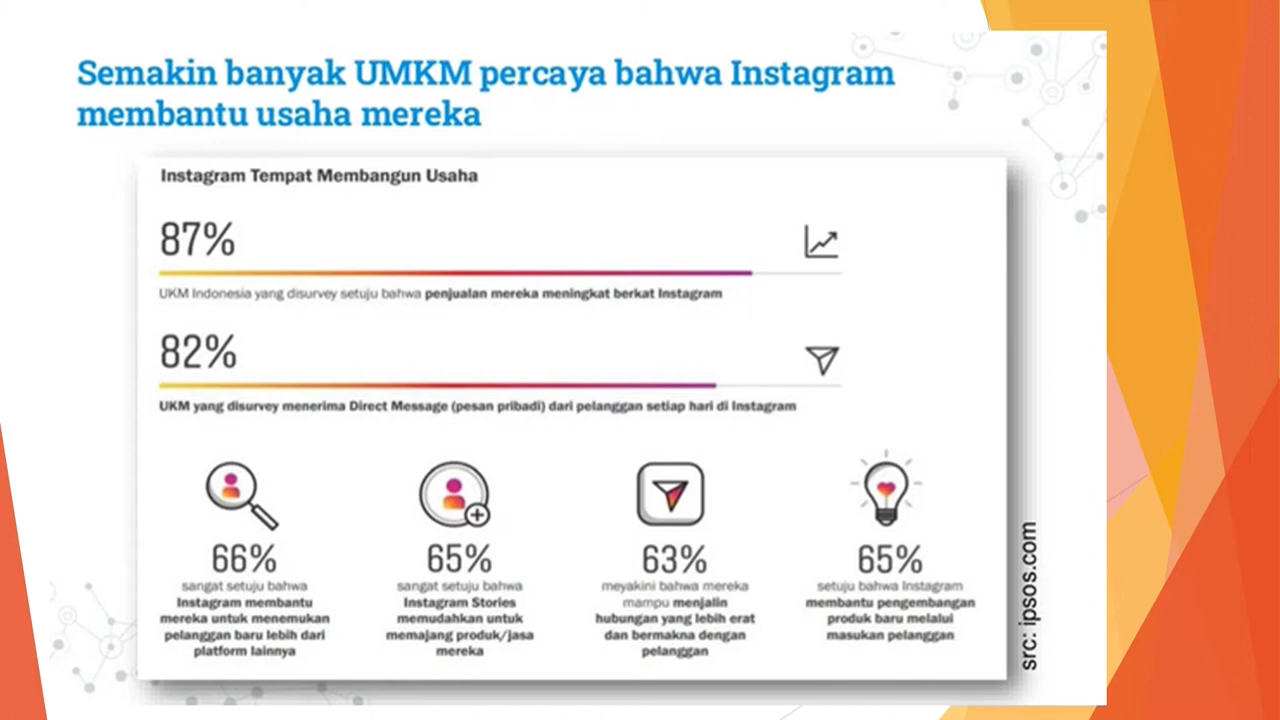 Semakin banyak UMKM percaya bahwa Instagram
membantu usaha mereka
Instagram Tempat Membangun Usaha
87%
UKM Indonesia yang disurvey setuju bahwa penjualan mereka meningkat berkat Instagram
82%
UKM yang disurvey menerima Direct Message (pesan pribadi) dari pelanggan setiap hari di Instagram
66%
sangat setuju bahwa
Instagram membantu
mereka untuk menemukan
pelanggan baru lebih dari
platform lainnya
65%
sangat setuju bahwa
Instagram Stories
memudahkan untuk
memajang produk/jasa
mereka
63%
meyakini bahwa mereka
mampu menjalin
hubungan yang lebih erat
dan bermakna dengan
pelanggan
65%
setuju bahwa Instagram
membantu pengembangan
produk baru melalui
masukan pelanggan
src: ipsos.com